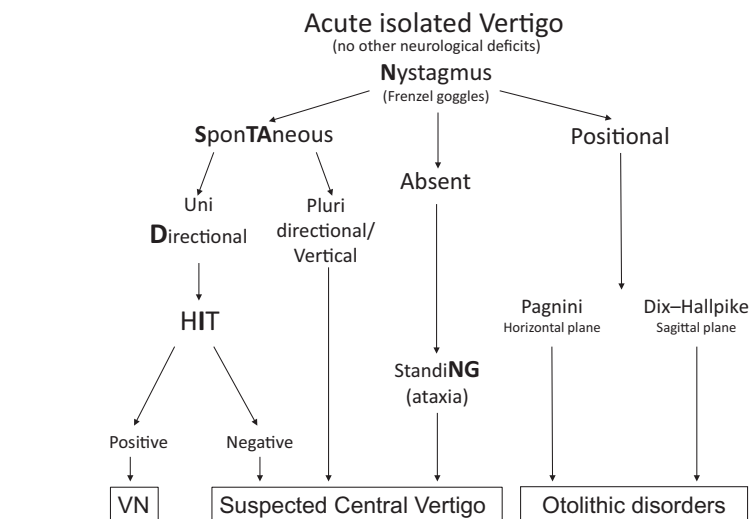 Acute isolated Vertigo
(no other neurological deficits)
Nystagmus
(Frenzel goggles)
SponTAneous
Positional
Absent
Uni
Directional
Pluri
directional/
Vertical
HIT
Pagnini
Horizontal plane
Dix–Hallpike
Sagittal plane
StandiNG
(ataxia)
Positive
Negative
VN
Suspected Central Vertigo
Otolithic disorders